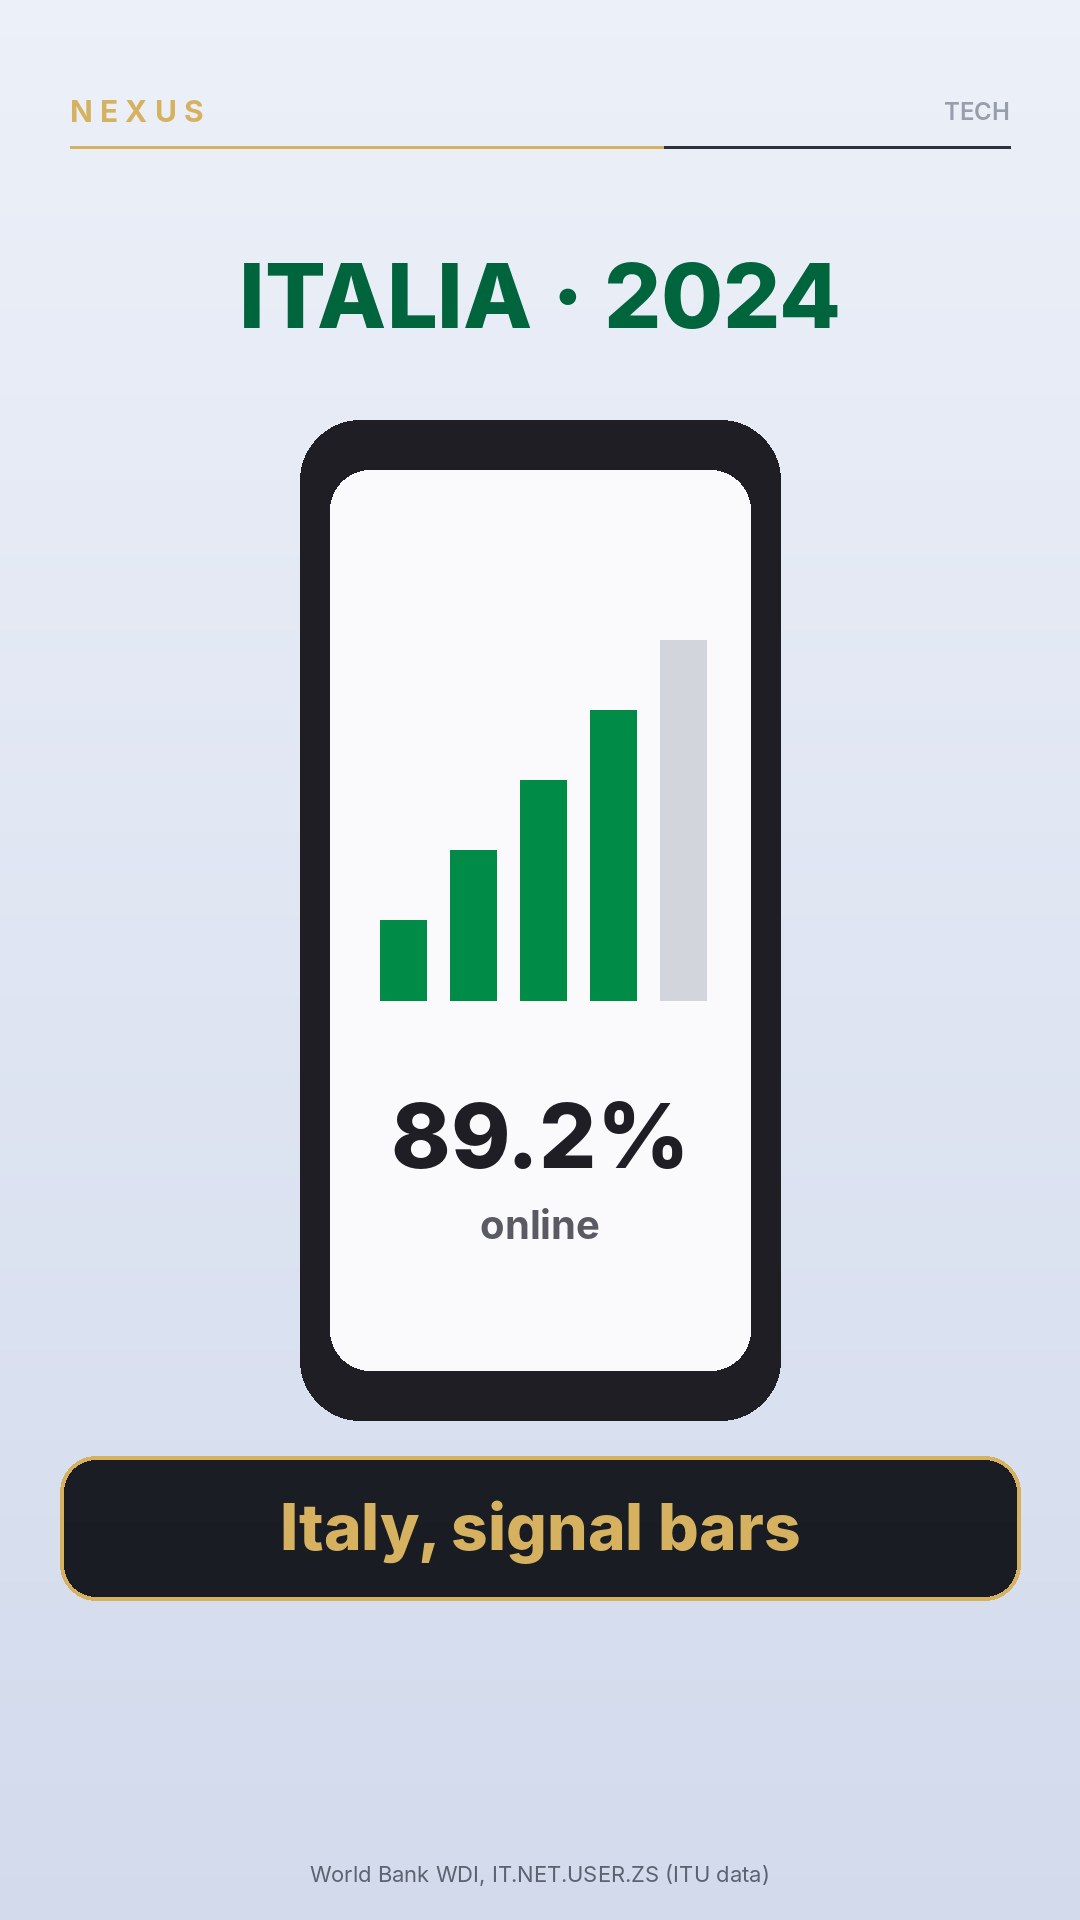 NEXUS
TECH
ITALIA · 2024
89.2%
online
Italy, signal bars
World Bank WDI, IT.NET.USER.ZS (ITU data)